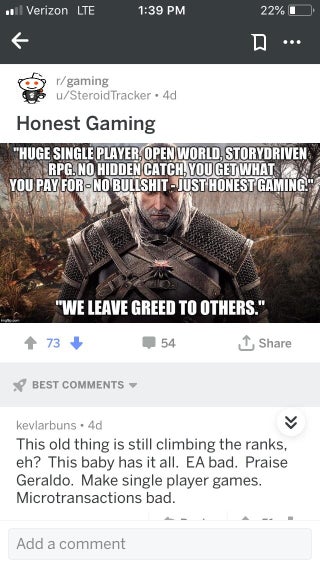 Verizon LTE 1:39 PM 22%
r/gaming
u/SteroidTracker • 4d
Honest Gaming
"HUGE SINGLE PLAYER, OPEN WORLD, STORYDRIVEN
RPG. NO HIDDEN CATCH, YOU GET WHAT
YOU PAY FOR - NO BULLSHIT - JUST HONEST GAMING."
"WE LEAVE GREED TO OTHERS."
imgflip.com
73 54 Share
BEST COMMENTS
kevlarbuns • 4d
This old thing is still climbing the ranks,
eh? This baby has it all. EA bad. Praise
Geraldo. Make single player games.
Microtransactions bad.
Add a comment